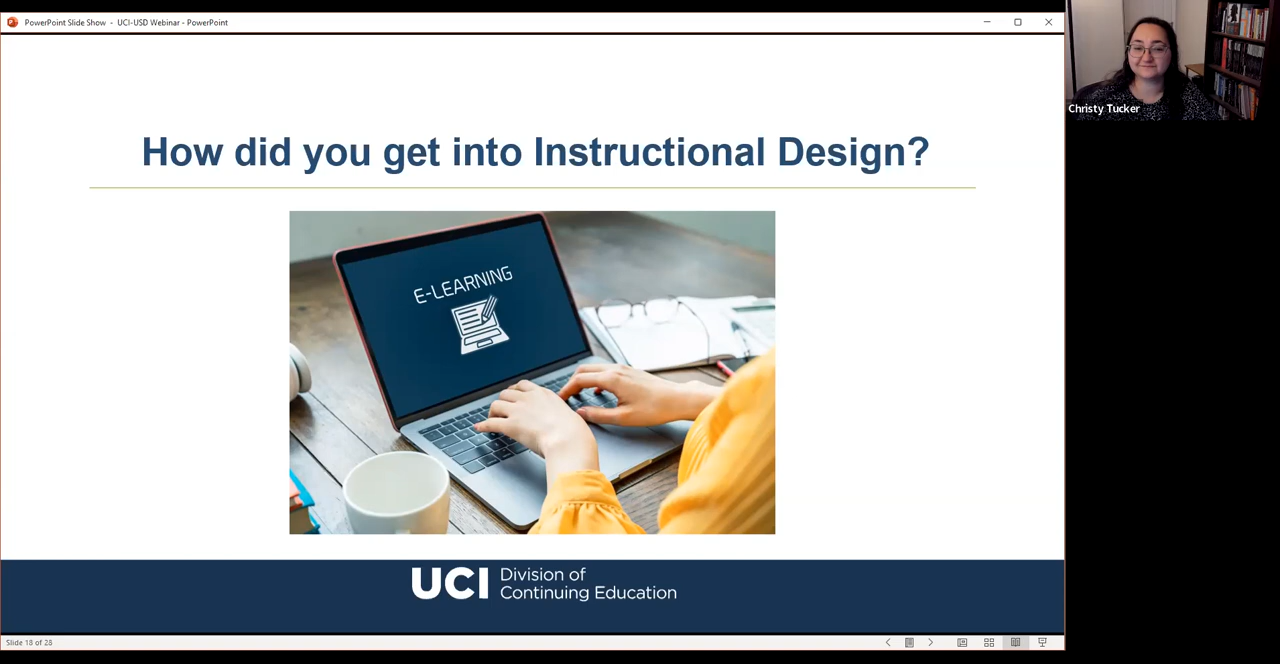 PowerPoint Slide Show - UCI-USD Webinar - PowerPoint
Christy Tucker
How did you get into Instructional Design?
E-LEARNING
UCI Division of
Continuing Education
Slide 18 of 28